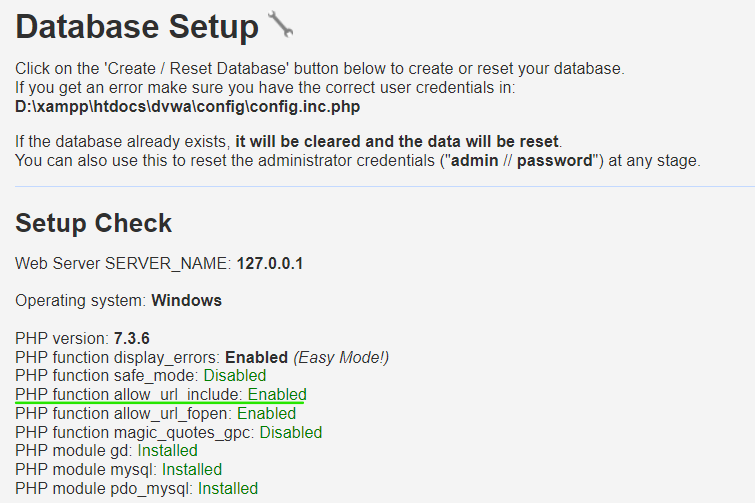 Database Setup
Click on the 'Create / Reset Database' button below to create or reset your database.
If you get an error make sure you have the correct user credentials in:
D:\xampp\htdocs\dvwa\config\config.inc.php
If the database already exists, it will be cleared and the data will be reset.
You can also use this to reset the administrator credentials ("admin // password") at any stage.
Setup Check
Web Server SERVER_NAME: 127.0.0.1
Operating system: Windows
PHP version: 7.3.6
PHP function display_errors: Enabled (Easy Mode!)
PHP function safe_mode: Disabled
PHP function allow_url_include: Enabled
PHP function allow_url_fopen: Enabled
PHP function magic_quotes_gpc: Disabled
PHP module gd: Installed
PHP module mysql: Installed
PHP module pdo_mysql: Installed